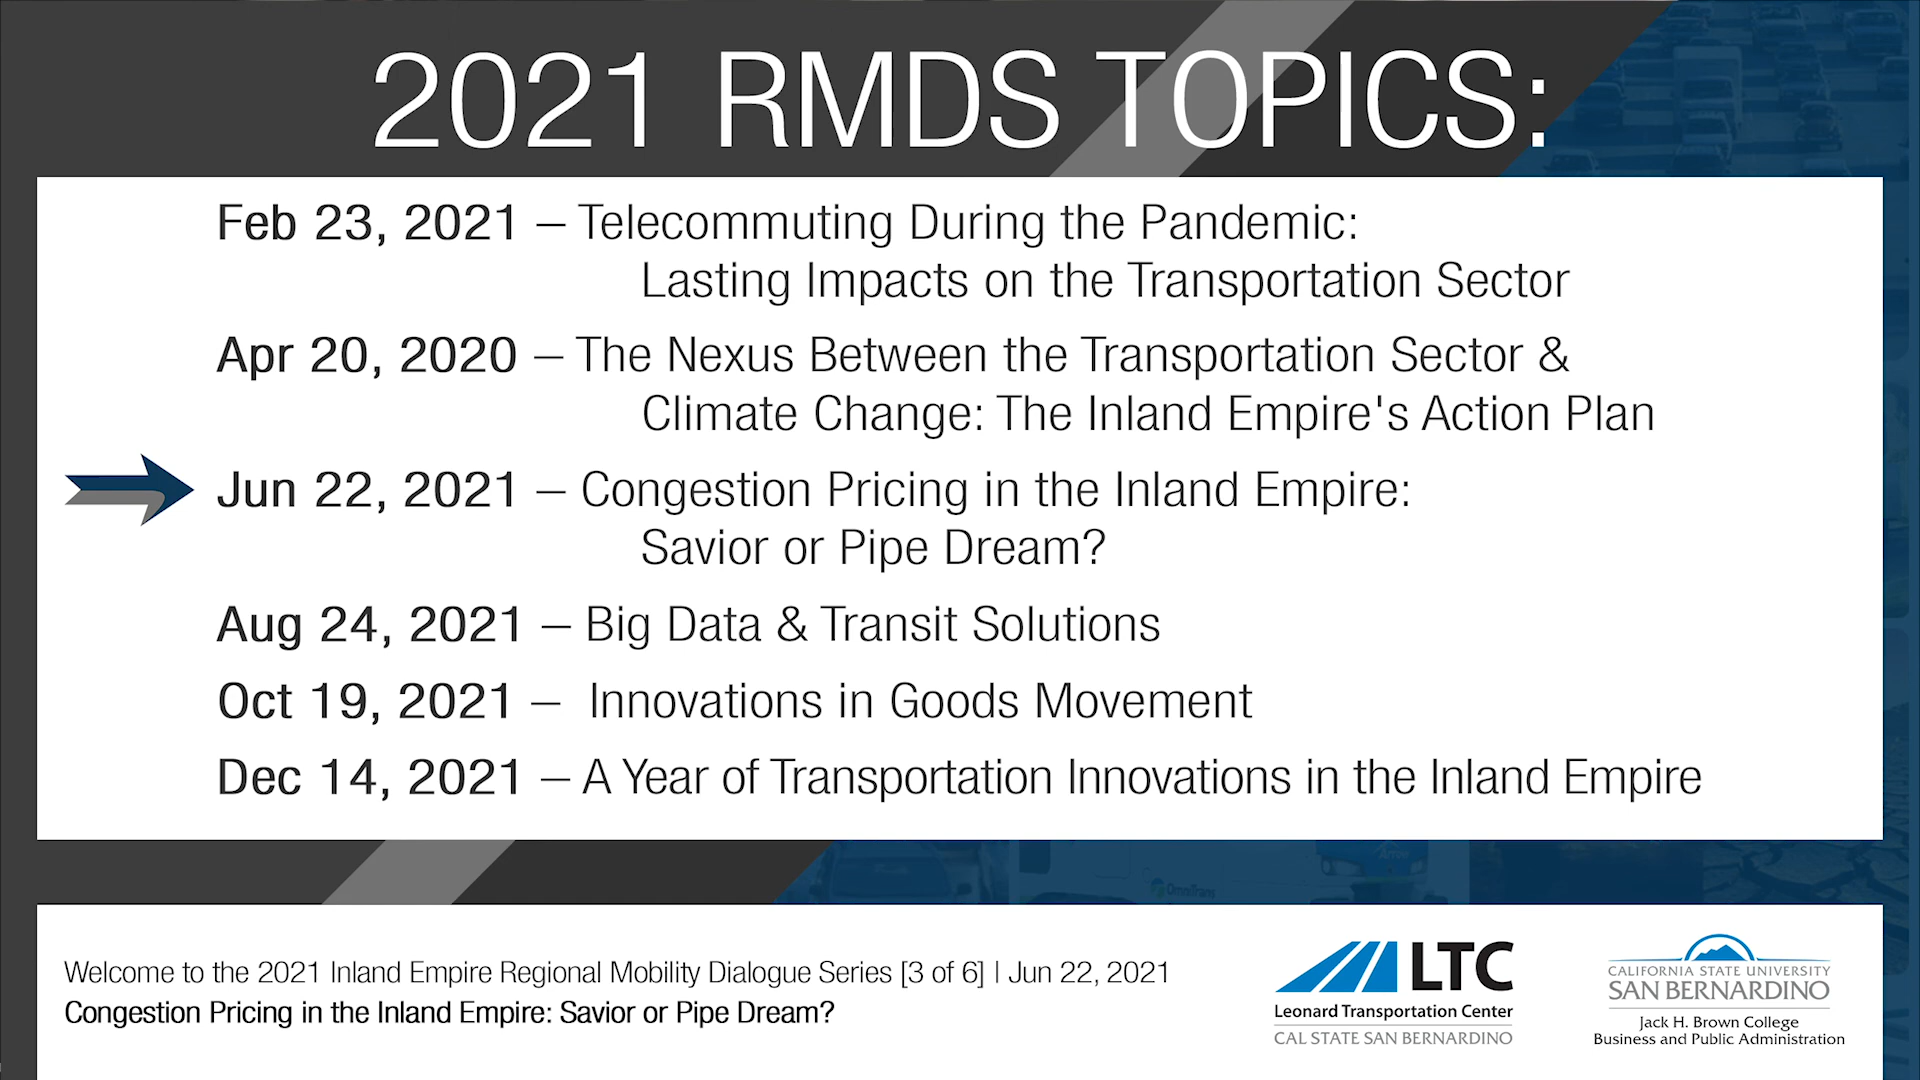 2021 RMDS TOPICS:
Feb 23, 2021 – Telecommuting During the Pandemic:
Lasting Impacts on the Transportation Sector
Apr 20, 2020 – The Nexus Between the Transportation Sector &
Climate Change: The Inland Empire's Action Plan
Jun 22, 2021 – Congestion Pricing in the Inland Empire:
Savior or Pipe Dream?
Aug 24, 2021 – Big Data & Transit Solutions
Oct 19, 2021 – Innovations in Goods Movement
Dec 14, 2021 – A Year of Transportation Innovations in the Inland Empire
OmniTrans
Welcome to the 2021 Inland Empire Regional Mobility Dialogue Series [3 of 6] | Jun 22, 2021
Congestion Pricing in the Inland Empire: Savior or Pipe Dream?
LTC
Leonard Transportation Center
CAL STATE SAN BERNARDINO
CALIFORNIA STATE UNIVERSITY
SAN BERNARDINO
Jack H. Brown College
Business and Public Administration